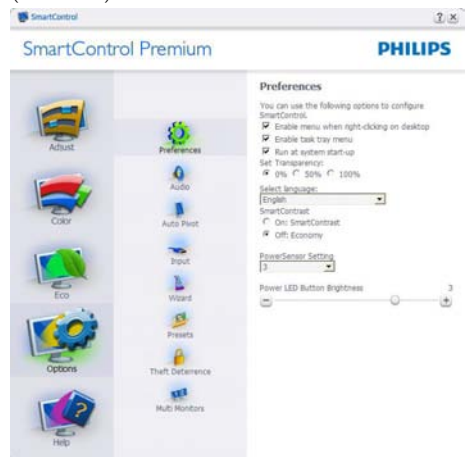 SmartControl
SmartControl Premium
PHILIPS
Adjust
Color
Eco
Options
Help
Preferences
Audio
Auto Pivot
Input
Wizard
Presets
Theft Deterrence
Multi Monitors
Preferences
You can use the following options to configure
SmartControl.
Enable menu when right-clicking on desktop
Enable task tray menu
Run at system start-up
Set Transparency:
0% 50% 100%
Select language:
English
SmartContrast
On: SmartContrast
Off: Economy
PowerSensor Setting
3
Power LED Button Brightness 3